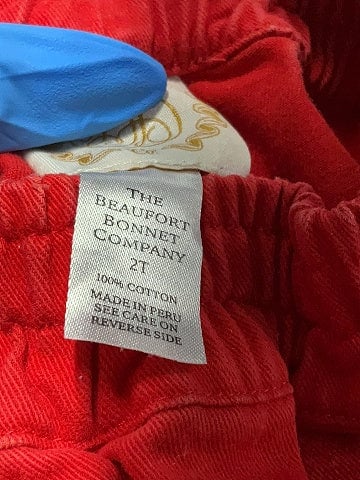 THE
BEAUFORT
BONNET
COMPANY
2T
100% COTTON
MADE IN PERU
SEE CARE ON
REVERSE SIDE